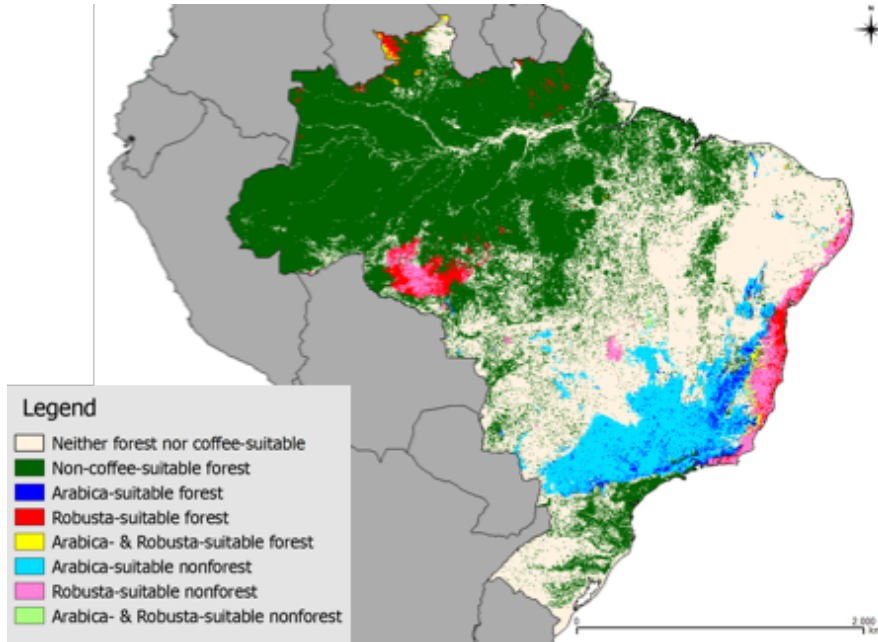 N
Legend
Neither forest nor coffee-suitable
Non-coffee-suitable forest
Arabica-suitable forest
Robusta-suitable forest
Arabica- & Robusta-suitable forest
Arabica-suitable nonforest
Robusta-suitable nonforest
Arabica- & Robusta-suitable nonforest
0 2.000
km